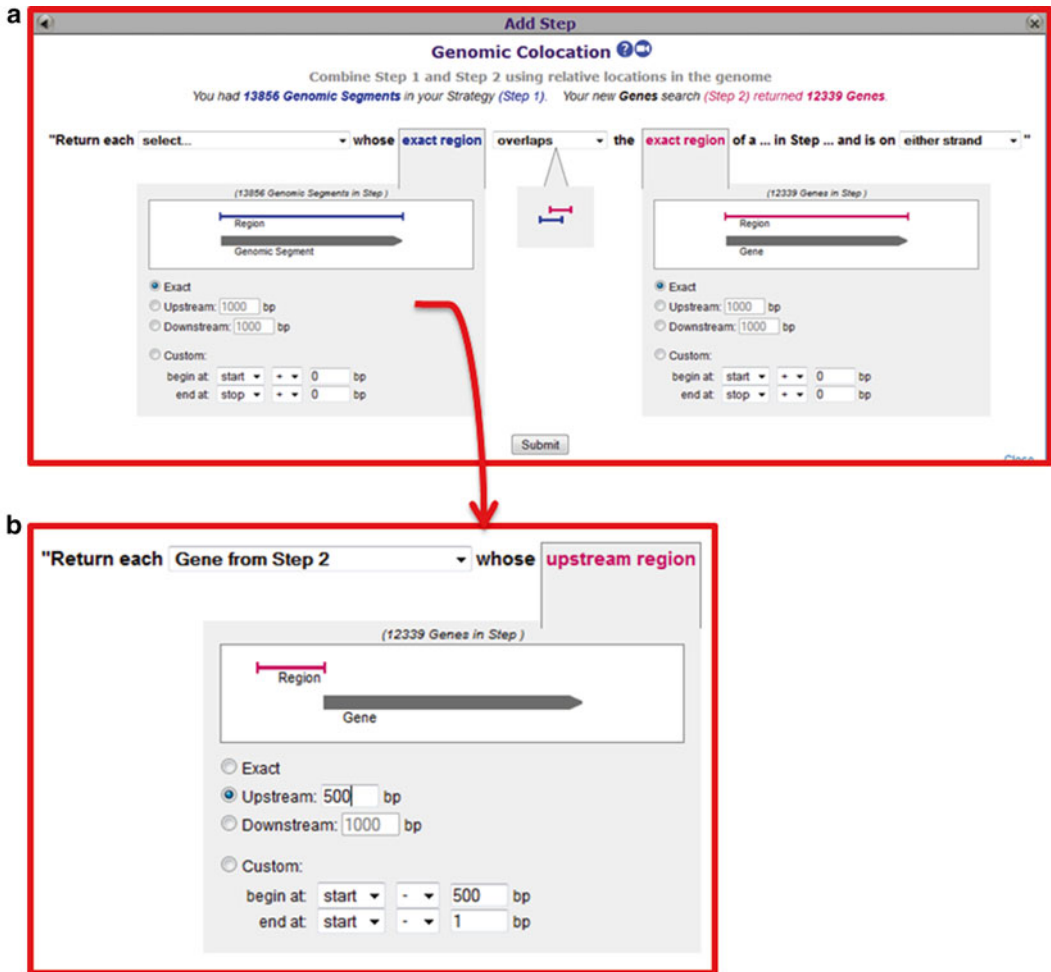 a
Add Step
Genomic Colocation ?
Combine Step 1 and Step 2 using relative locations in the genome
You had 13856 Genomic Segments in your Strategy (Step 1). Your new Genes search (Step 2) returned 12339 Genes.
"Return each select... whose exact region overlaps the exact region of a ... in Step ... and is on either strand "
(13856 Genomic Segments in Step )
Region
Genomic Segment
Exact
Upstream: 1000 bp
Downstream: 1000 bp
Custom:
begin at: start + 0 bp
end at: stop + 0 bp
(12339 Genes in Step )
Region
Gene
Exact
Upstream: 1000 bp
Downstream: 1000 bp
Custom:
begin at: start + 0 bp
end at: stop + 0 bp
Submit
Close
b
"Return each Gene from Step 2 whose upstream region
(12339 Genes in Step )
Region
Gene
Exact
Upstream: 500 bp
Downstream: 1000 bp
Custom:
begin at: start - 500 bp
end at: start - 1 bp